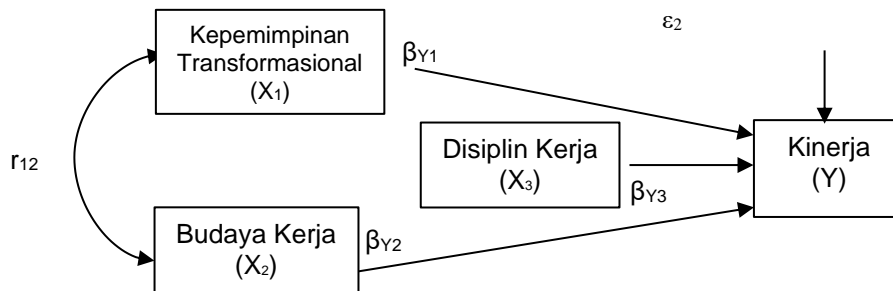 Kepemimpinan
Transformasional
(X₁)
βY1
ε₂
r₁₂
Disiplin Kerja
(X₃)
βY3
Kinerja
(Y)
Budaya Kerja
(X₂)
βY2